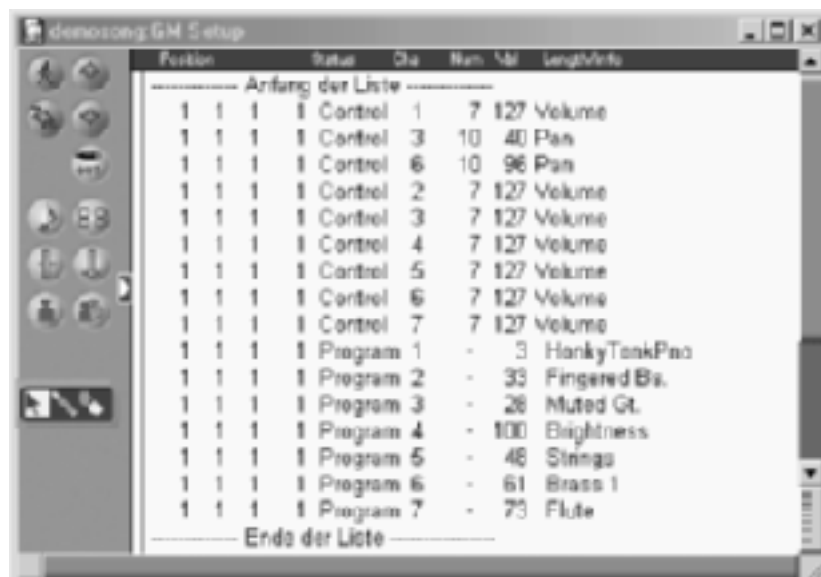 demosong:GM Setup
Position Status Cha Num Val Length/Info
Anfang der Liste
1 1 1 1 Control 1 7 127 Volume
1 1 1 1 Control 3 10 40 Pan
1 1 1 1 Control 6 10 96 Pan
1 1 1 1 Control 2 7 127 Volume
1 1 1 1 Control 3 7 127 Volume
1 1 1 1 Control 4 7 127 Volume
1 1 1 1 Control 5 7 127 Volume
1 1 1 1 Control 6 7 127 Volume
1 1 1 1 Control 7 7 127 Volume
1 1 1 1 Program 1 - 3 HonkyTonkPno
1 1 1 1 Program 2 - 33 Fingered Bs.
1 1 1 1 Program 3 - 28 Muted Gt.
1 1 1 1 Program 4 - 100 Brightness
1 1 1 1 Program 5 - 48 Strings
1 1 1 1 Program 6 - 61 Brass 1
1 1 1 1 Program 7 - 73 Flute
Ende der Liste